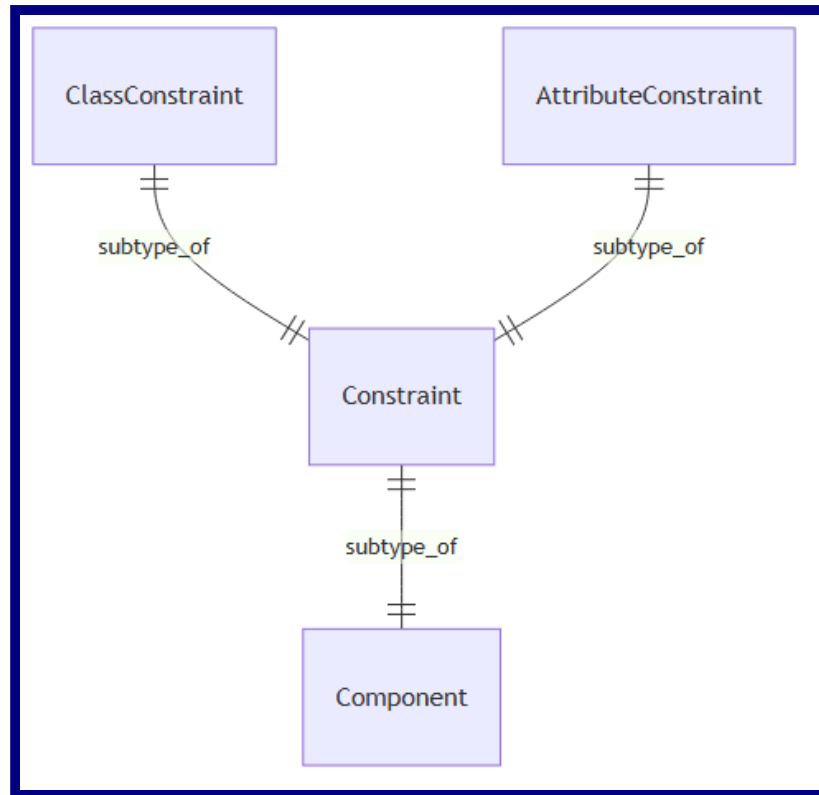 ClassConstraint
AttributeConstraint
subtype_of
subtype_of
Constraint
subtype_of
Component